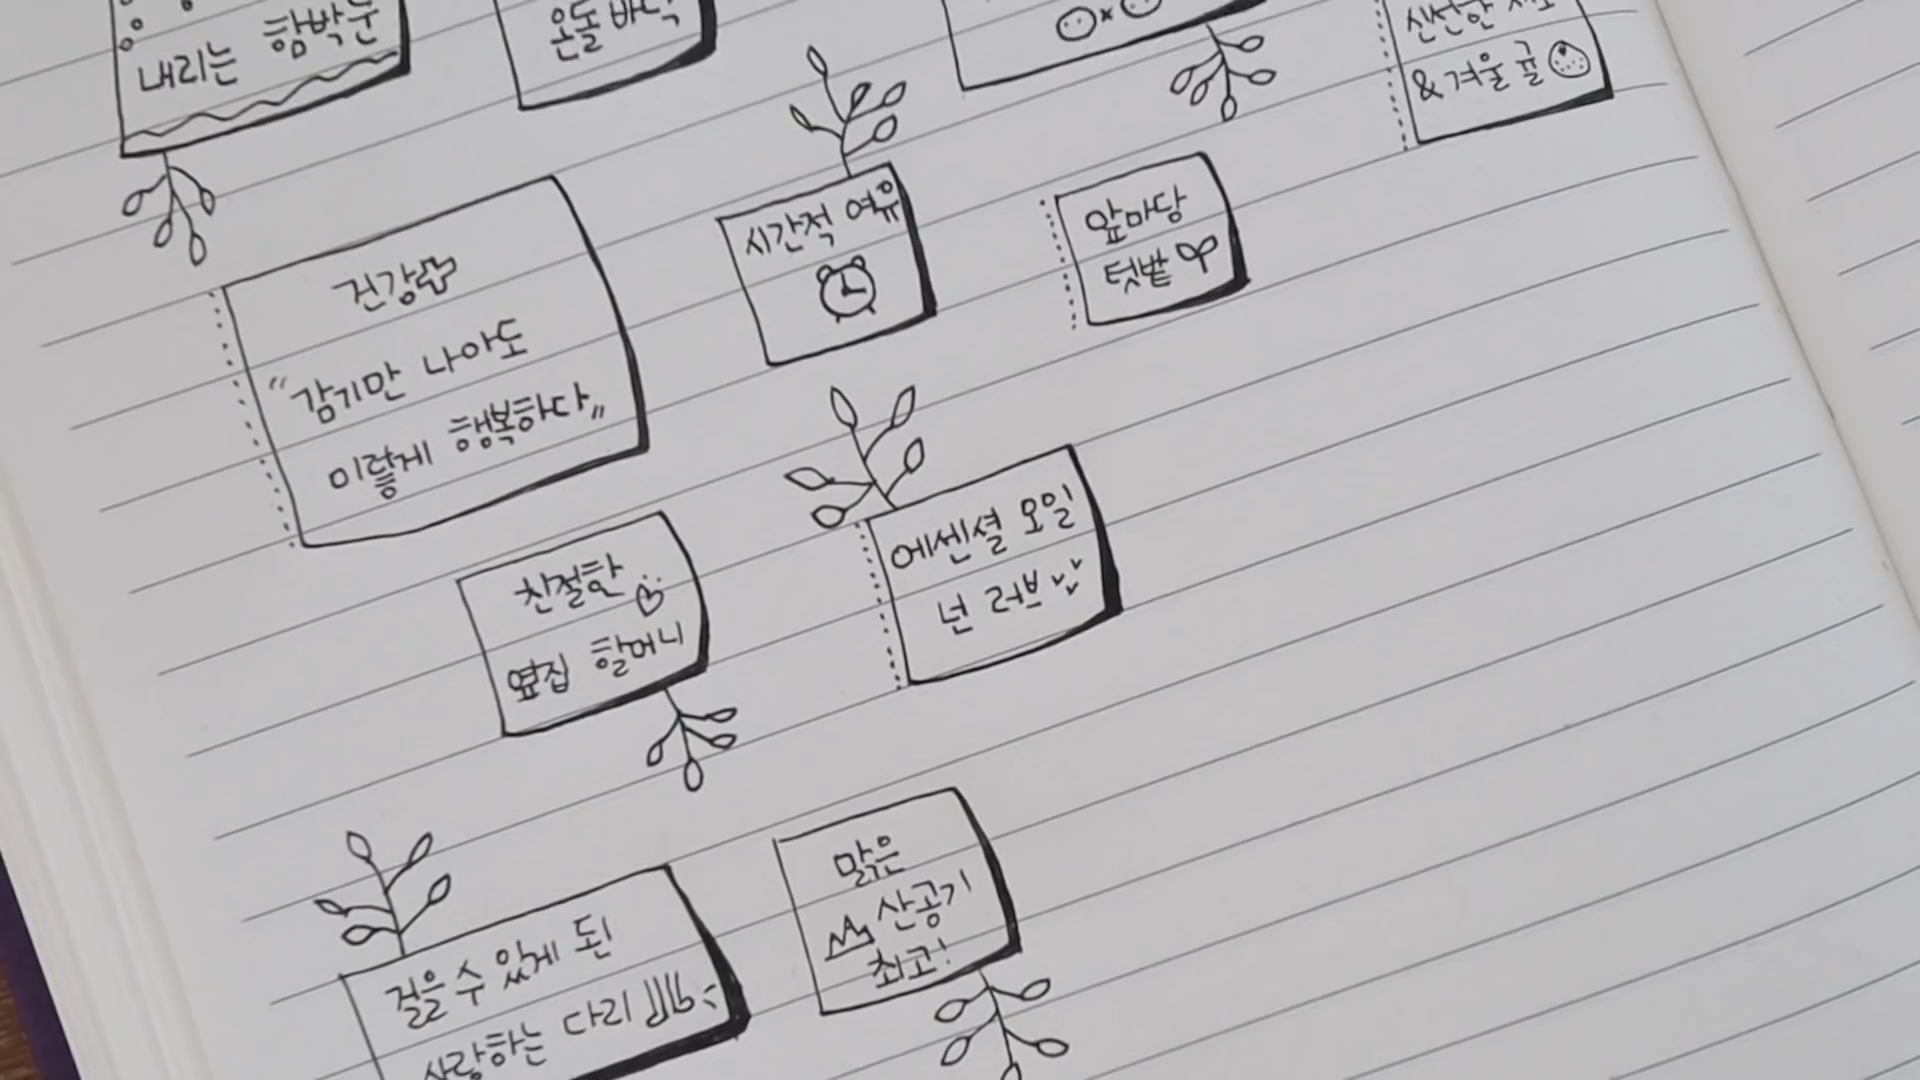 내리는 함박눈
온돌 바닥
신선한
& 겨울 귤
건강
"감기만 나아도
이렇게 행복하다"
시간적 여유
앞마당
텃밭
친절한
옆집 할머니
에센셜 오일
넌 러브
걸을 수 있게 된
사랑하는 다리
맑은
산공기
최고!